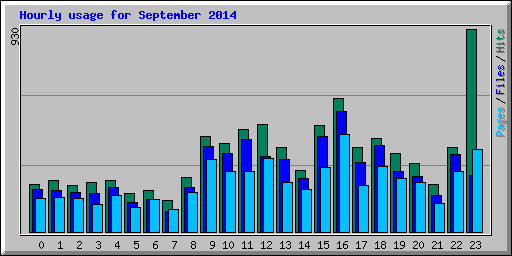 Hourly usage for September 2014
930
Pages / Files / Hits
0 1 2 3 4 5 6 7 8 9 10 11 12 13 14 15 16 17 18 19 20 21 22 23